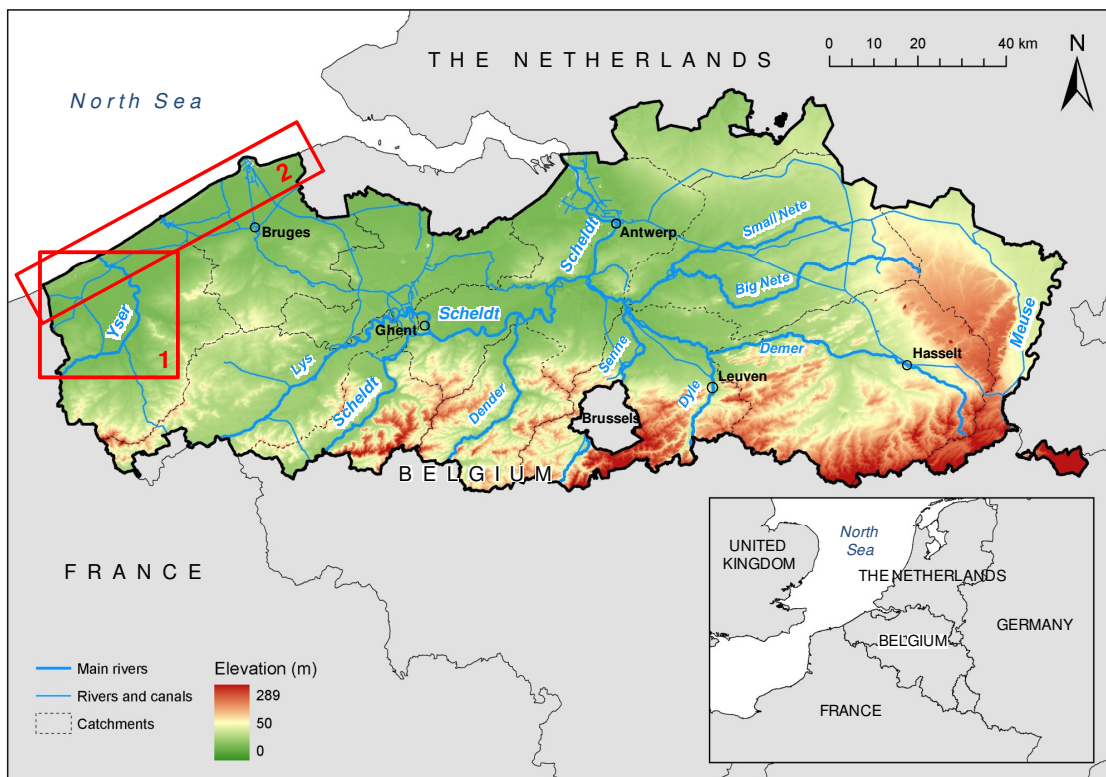 THE NETHERLANDS
0 10 20 40 km
N
North Sea
2
Bruges
Antwerp
Small Nete
Scheldt
Big Nete
Yser
1
Ghent
Scheldt
Meuse
Lys
Scheldt
Dender
Senne
Dyle
Demer
Hasselt
Leuven
Brussels
BELGIUM
FRANCE
Main rivers
Rivers and canals
Catchments
Elevation (m)
289
50
0
North
Sea
UNITED
KINGDOM
THE NETHERLANDS
GERMANY
BELGIUM
FRANCE